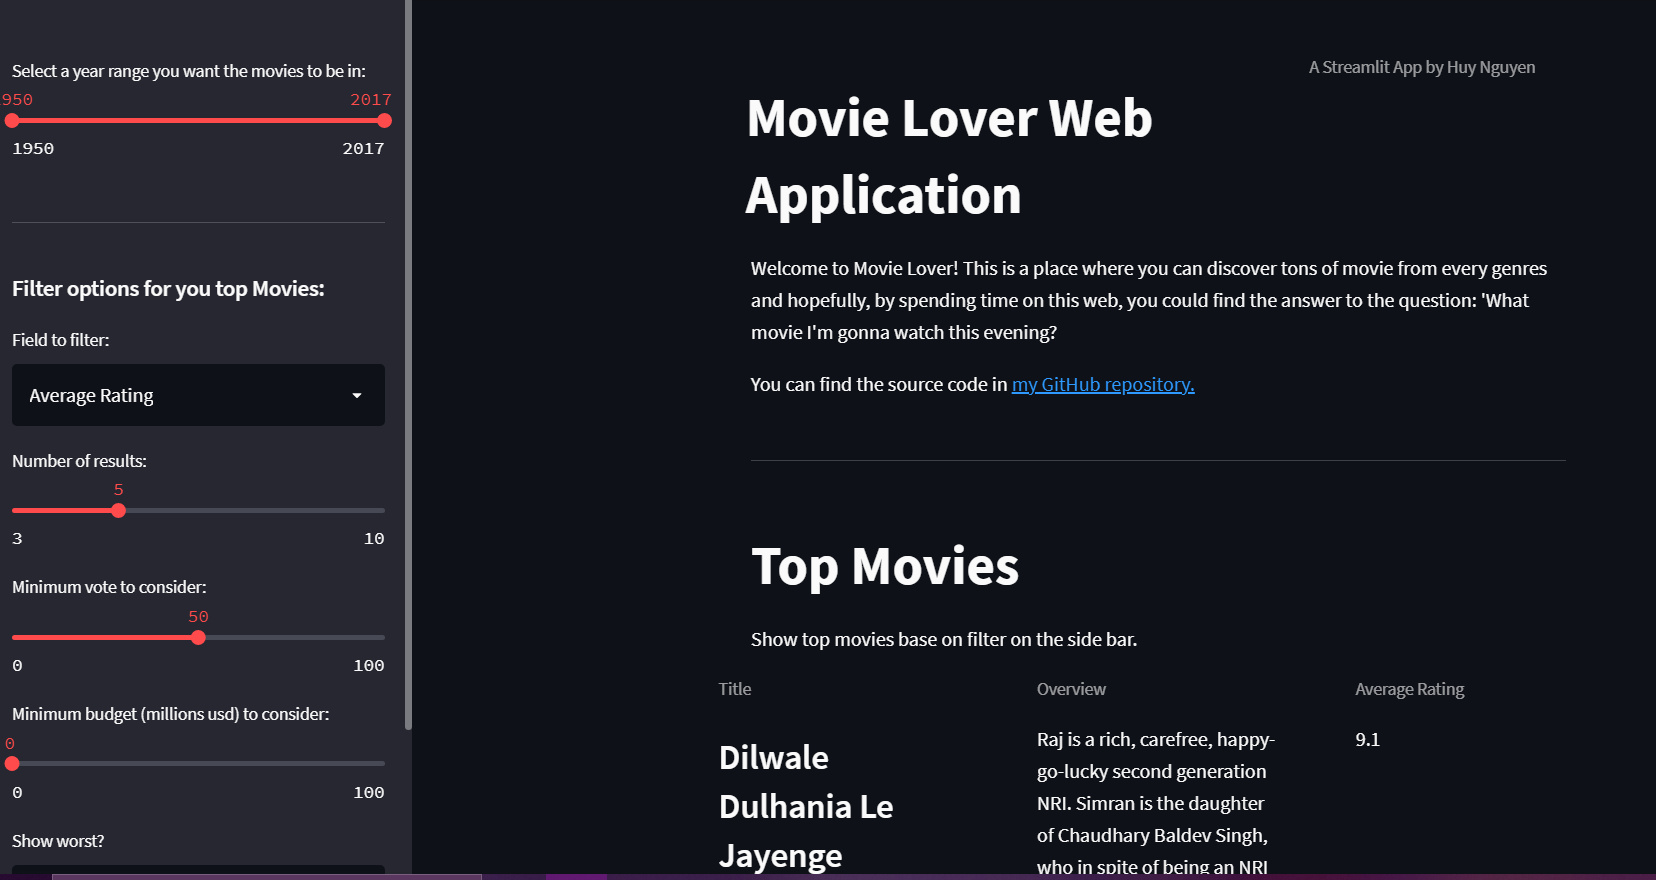 Select a year range you want the movies to be in:
950 2017
1950 2017
Filter options for you top Movies:
Field to filter:
Average Rating
Number of results:
5
3 10
Minimum vote to consider:
50
0 100
Minimum budget (millions usd) to consider:
0
0 100
Show worst?
A Streamlit App by Huy Nguyen
Movie Lover Web
Application
Welcome to Movie Lover! This is a place where you can discover tons of movie from every genres
and hopefully, by spending time on this web, you could find the answer to the question: 'What
movie I'm gonna watch this evening?
You can find the source code in my GitHub repository.
Top Movies
Show top movies base on filter on the side bar.
Title Overview Average Rating
Dilwale
Dulhania Le
Jayenge
Raj is a rich, carefree, happy-
go-lucky second generation
NRI. Simran is the daughter
of Chaudhary Baldev Singh,
who in spite of being an NRI
9.1